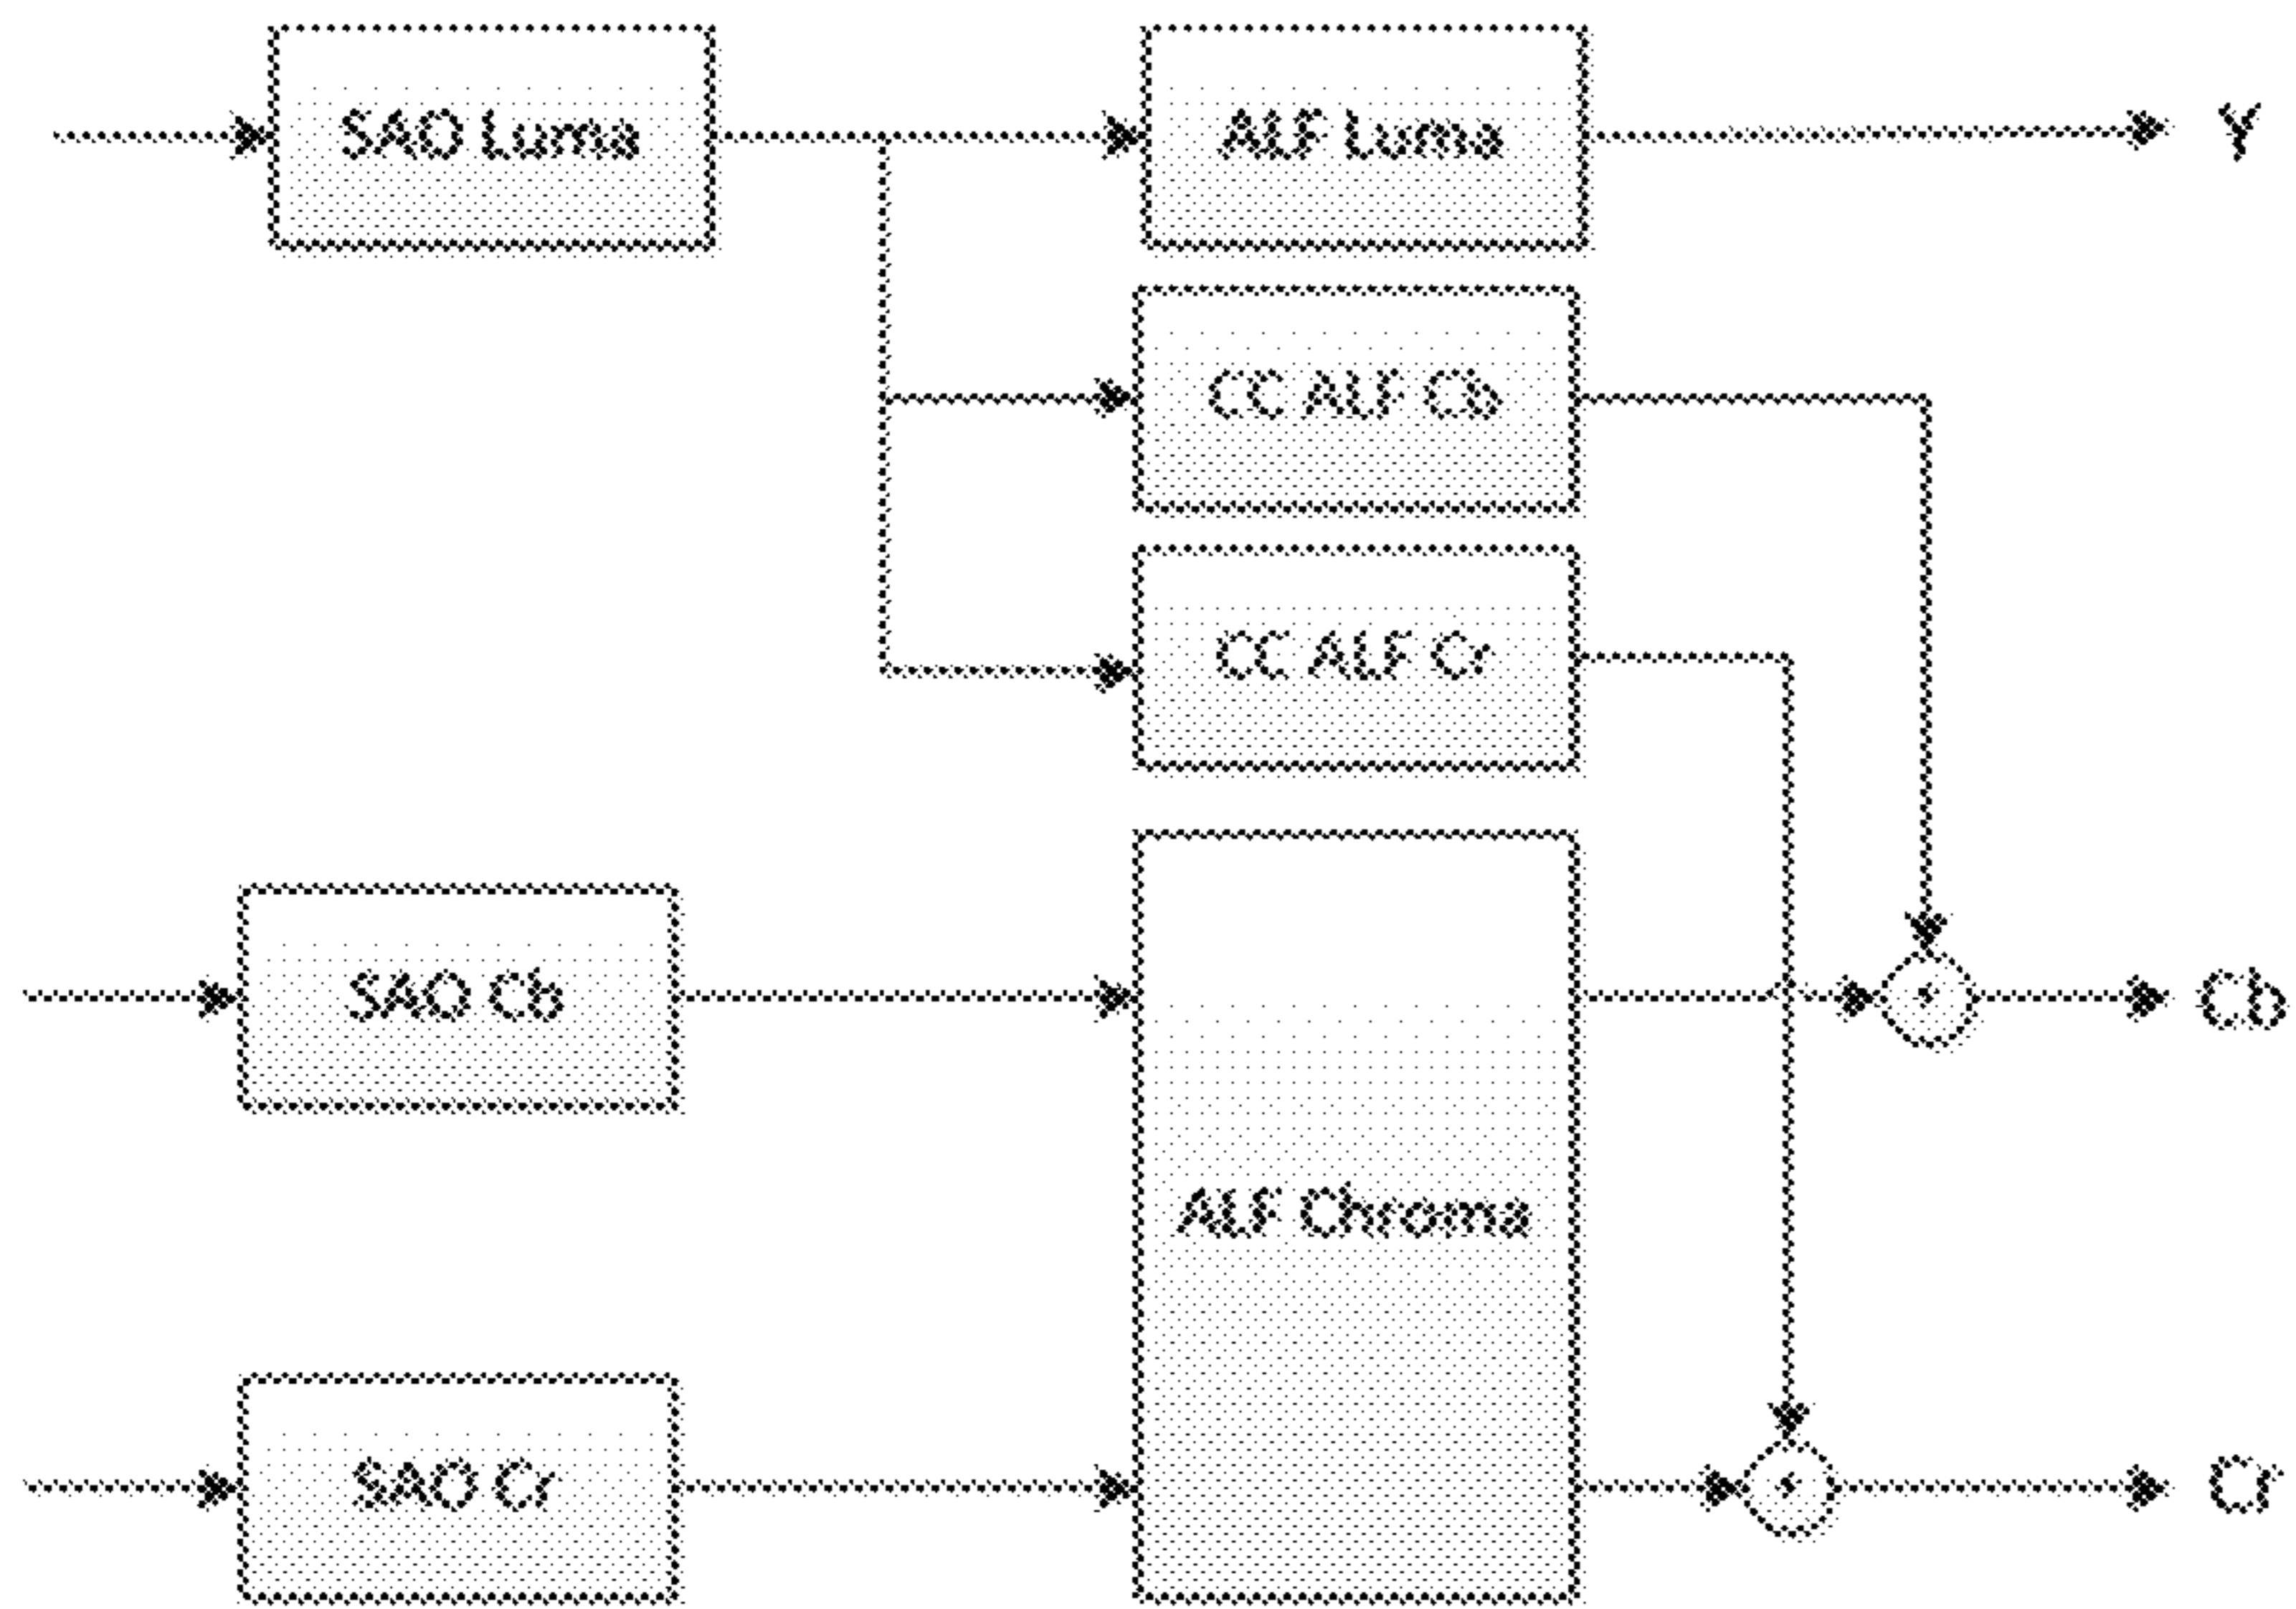 SAO Luma
ALF Luma
Y
CC ALF Cb
CC ALF Cr
SAO Cb
Cb
ALF Chroma
SAO Cr
Cr